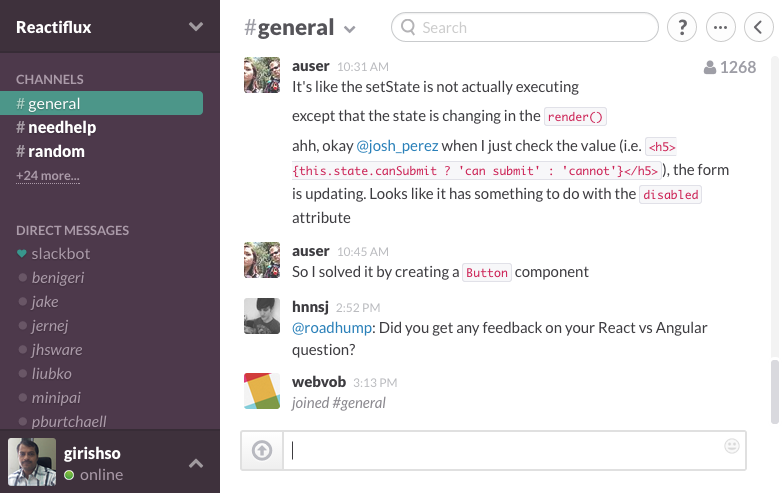 Reactiflux
CHANNELS
# general
# needhelp
# random
+24 more...
DIRECT MESSAGES
slackbot
benigeri
jake
jernej
jhsware
liubko
minipai
pburtchaell
girishso
online
#general
Search
?
1268
auser 10:31 AM
It's like the setState is not actually executing
except that the state is changing in the render()
ahh, okay @josh_perez when I just check the value (i.e. <h5>
{this.state.canSubmit ? 'can submit' : 'cannot'}</h5>), the form
is updating. Looks like it has something to do with the disabled
attribute
auser 10:45 AM
So I solved it by creating a Button component
hnnsj 2:52 PM
@roadhump: Did you get any feedback on your React vs Angular
question?
webvob 3:13 PM
joined #general